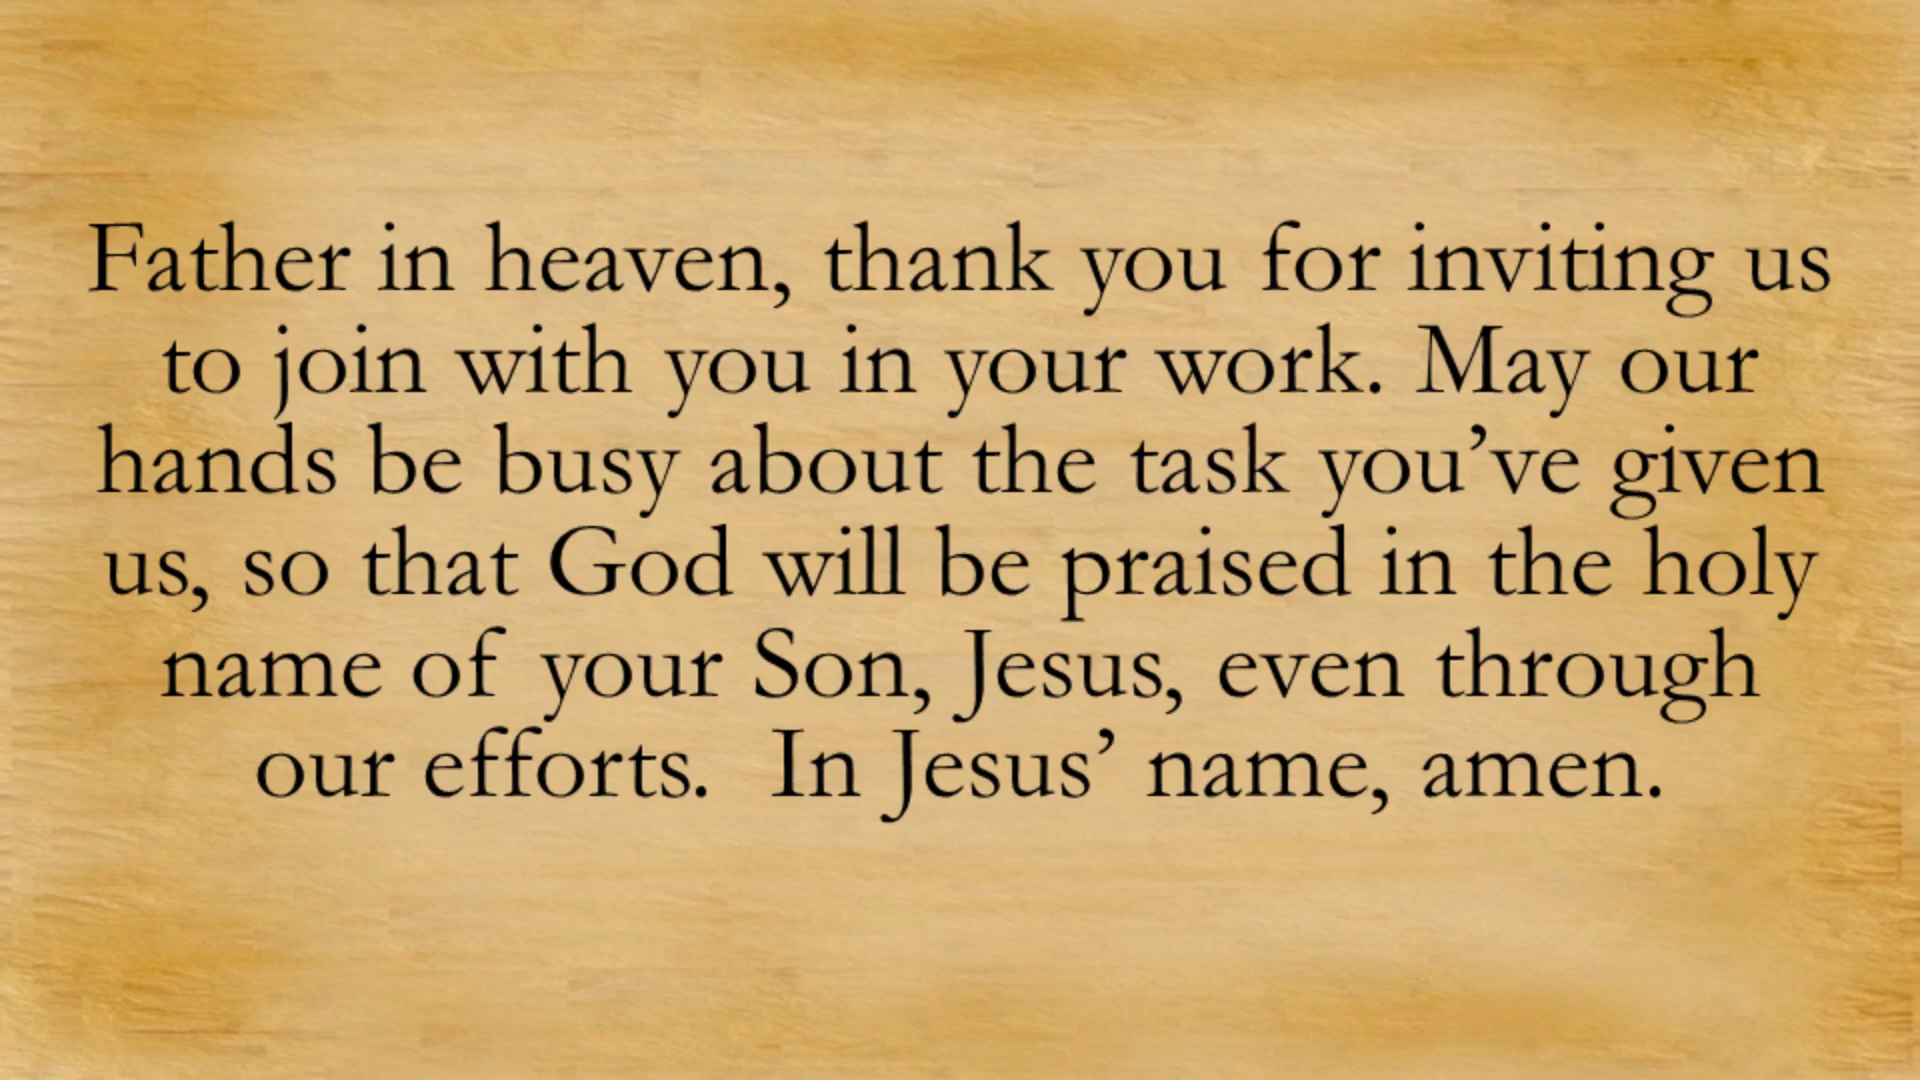 Father in heaven, thank you for inviting us
to join with you in your work. May our
hands be busy about the task you’ve given
us, so that God will be praised in the holy
name of your Son, Jesus, even through
our efforts.  In Jesus’ name, amen.